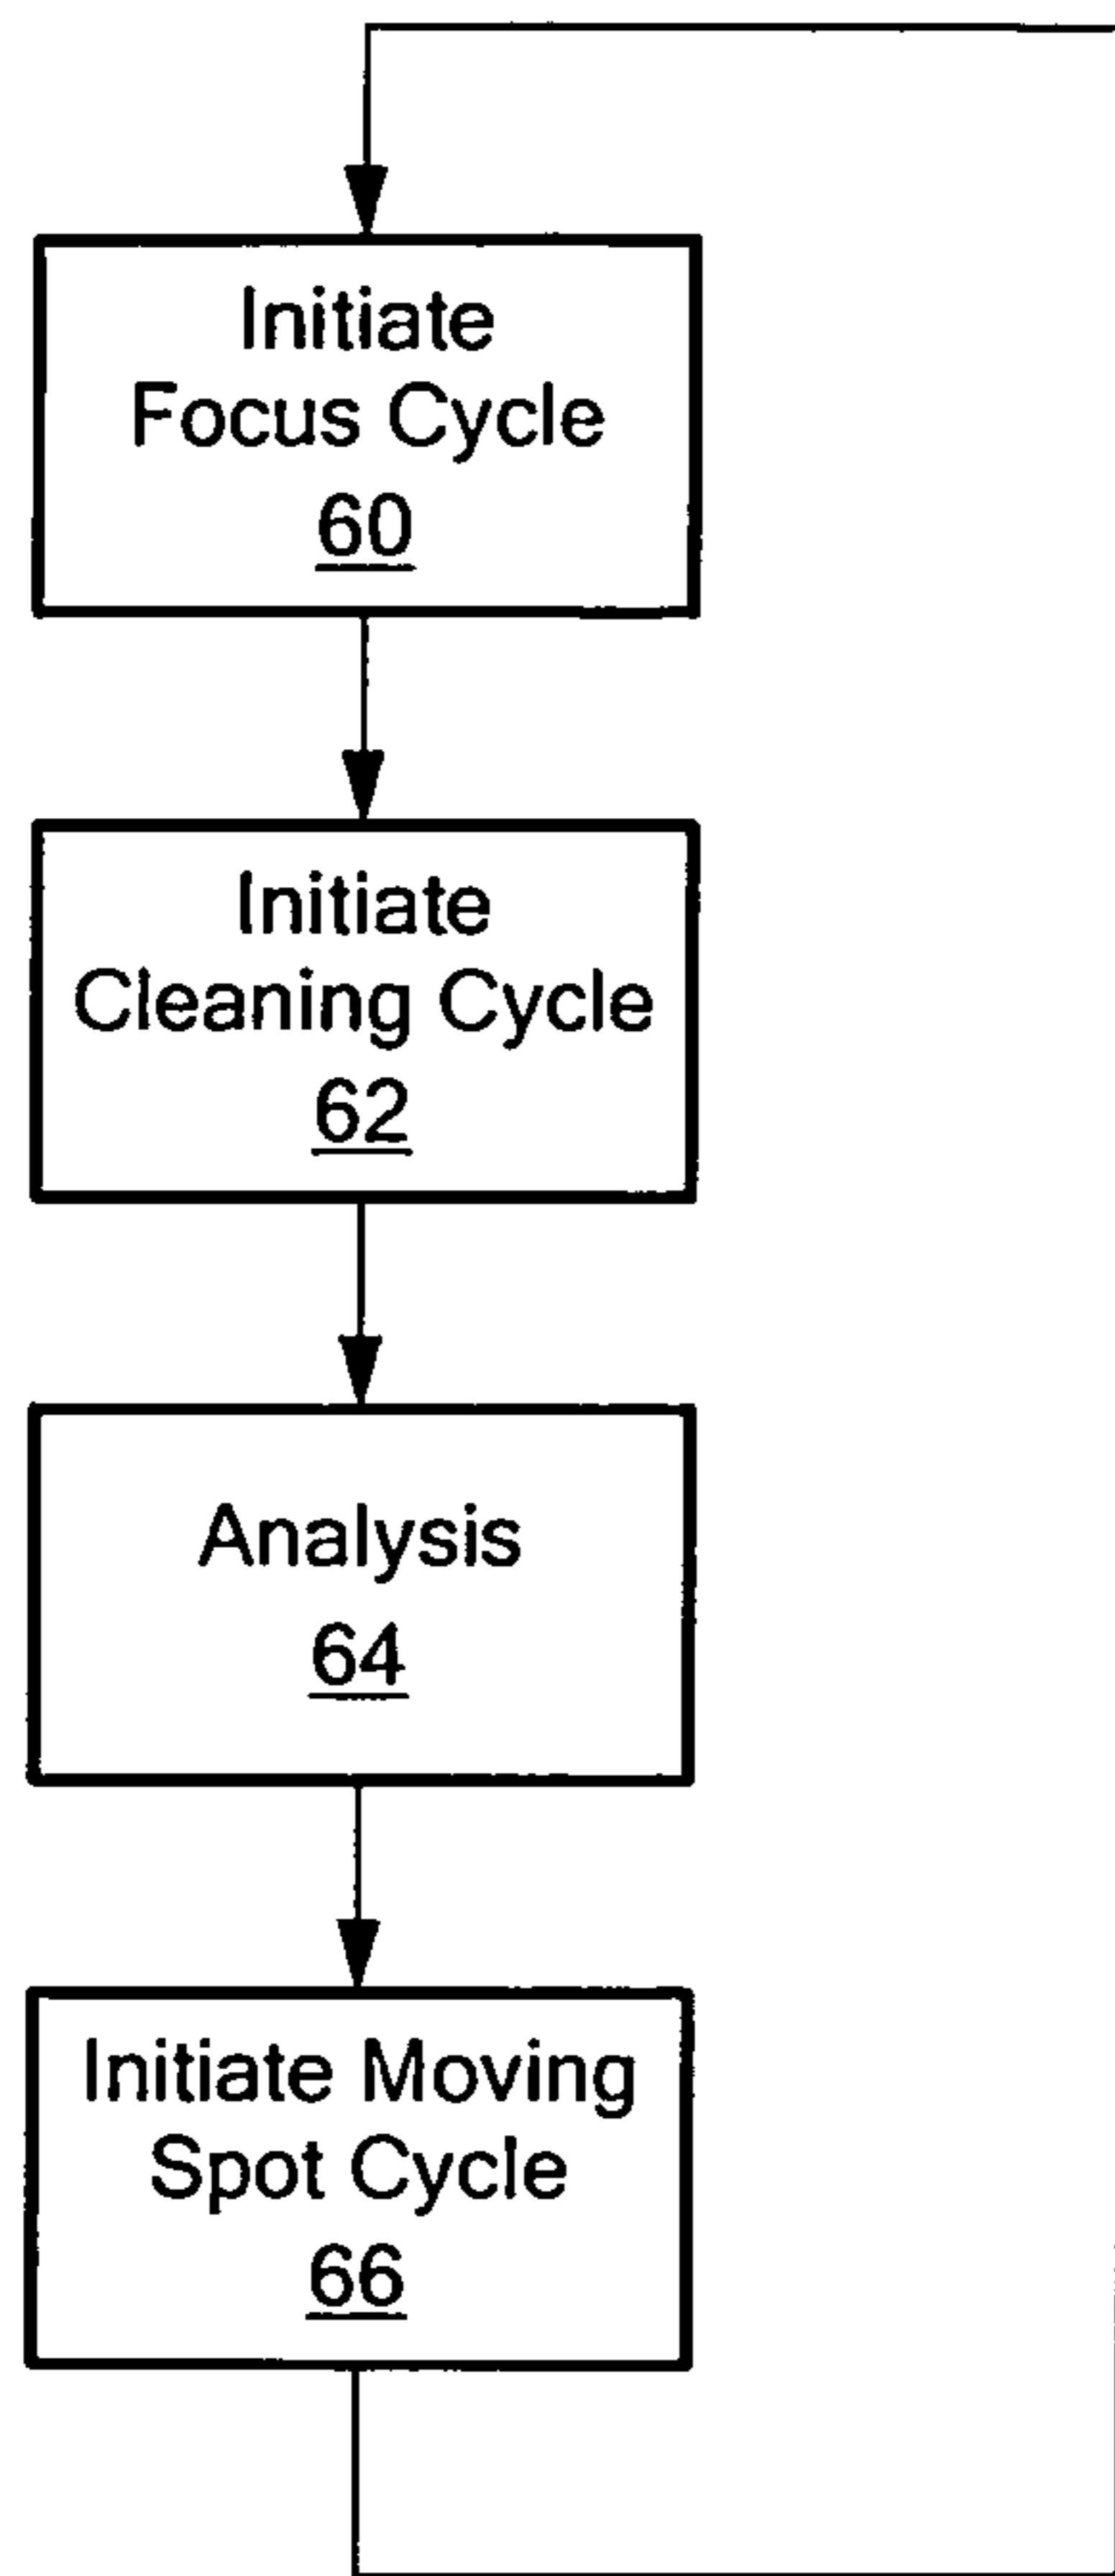 Initiate
Focus Cycle
60
Initiate
Cleaning Cycle
62
Analysis
64
Initiate Moving
Spot Cycle
66